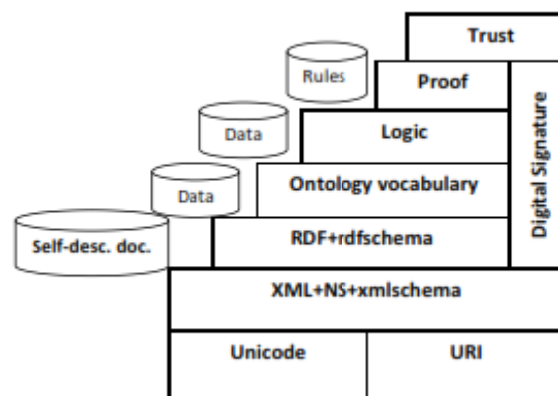 Trust
Rules
Proof
Digital Signature
Data
Logic
Data
Ontology vocabulary
Self-desc. doc.
RDF+rdfschema
XML+NS+xmlschema
Unicode
URI